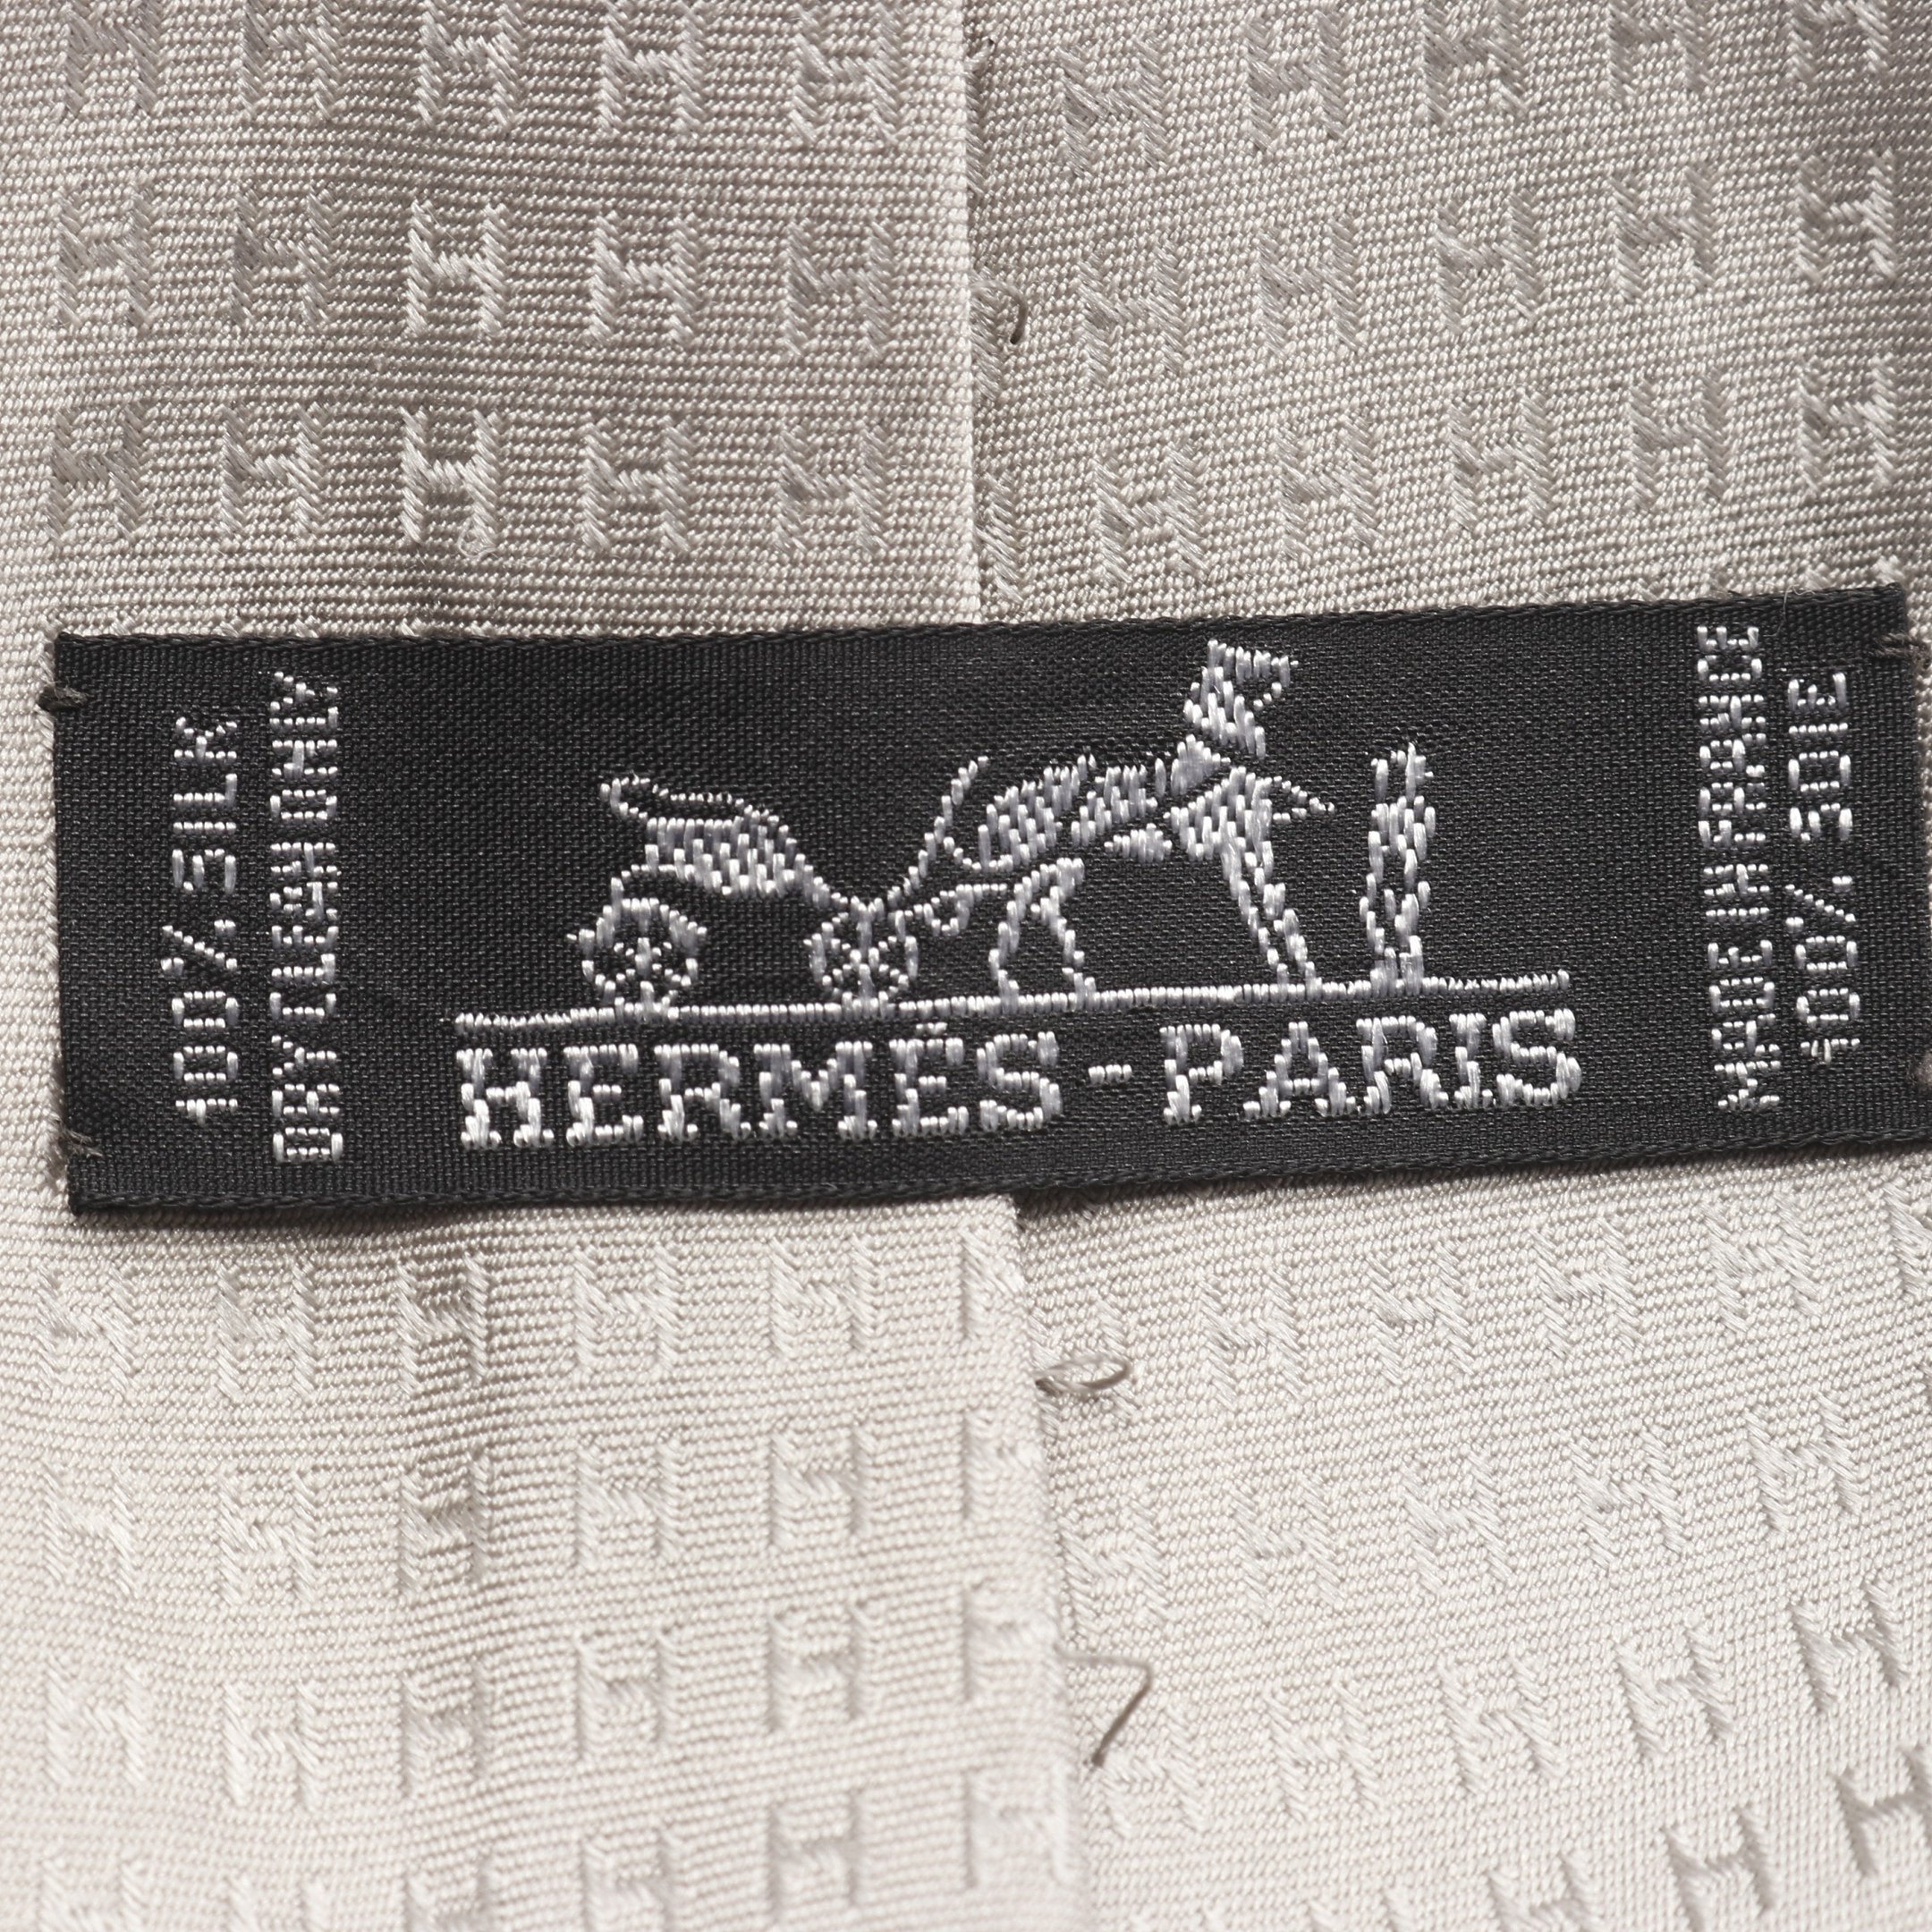 100% SILK
DRY CLEAN ONLY
HERMÈS-PARIS
MADE IN FRANCE
100% SOIE